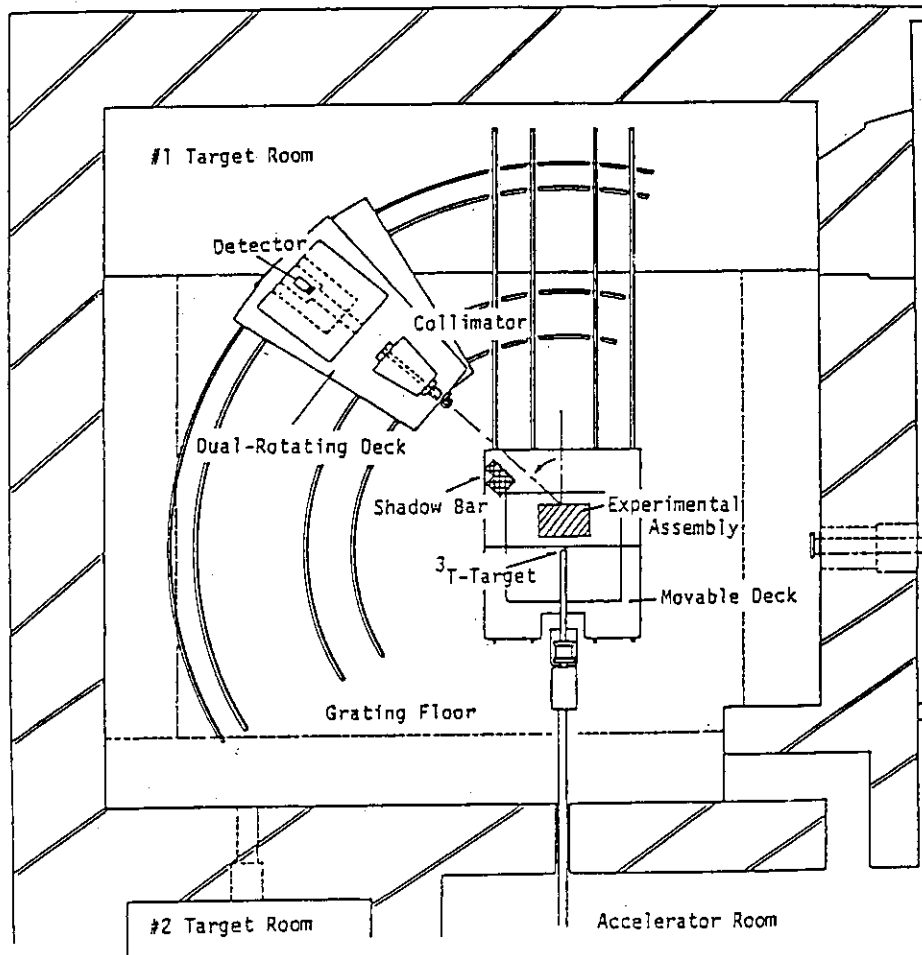 #1 Target Room
Detector
Collimator
Dual-Rotating Deck
Shadow Bar
Experimental
Assembly
³T-Target
Movable Deck
Grating Floor
#2 Target Room
Accelerator Room